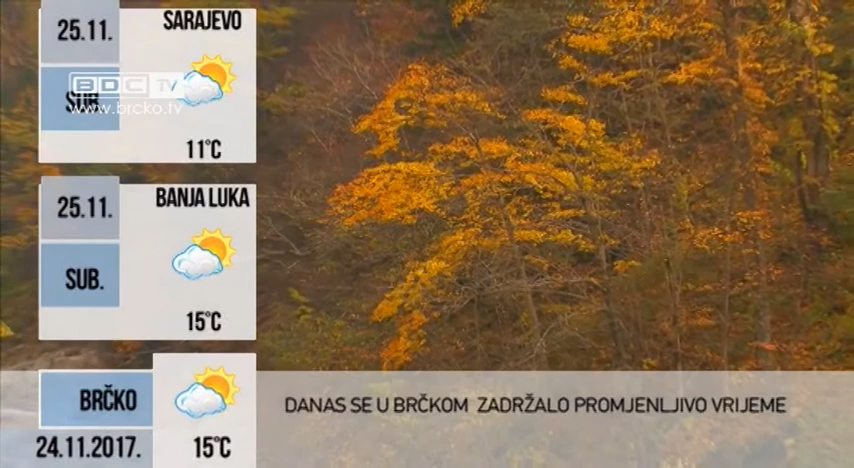 25.11.
SARAJEVO
BDC TV
SUB.
www.brcko.tv
11°C
25.11.
BANJA LUKA
SUB.
15°C
BRČKO
24.11.2017.
15°C
DANAS SE U BRČKOM ZADRŽALO PROMJENLJIVO VRIJEME